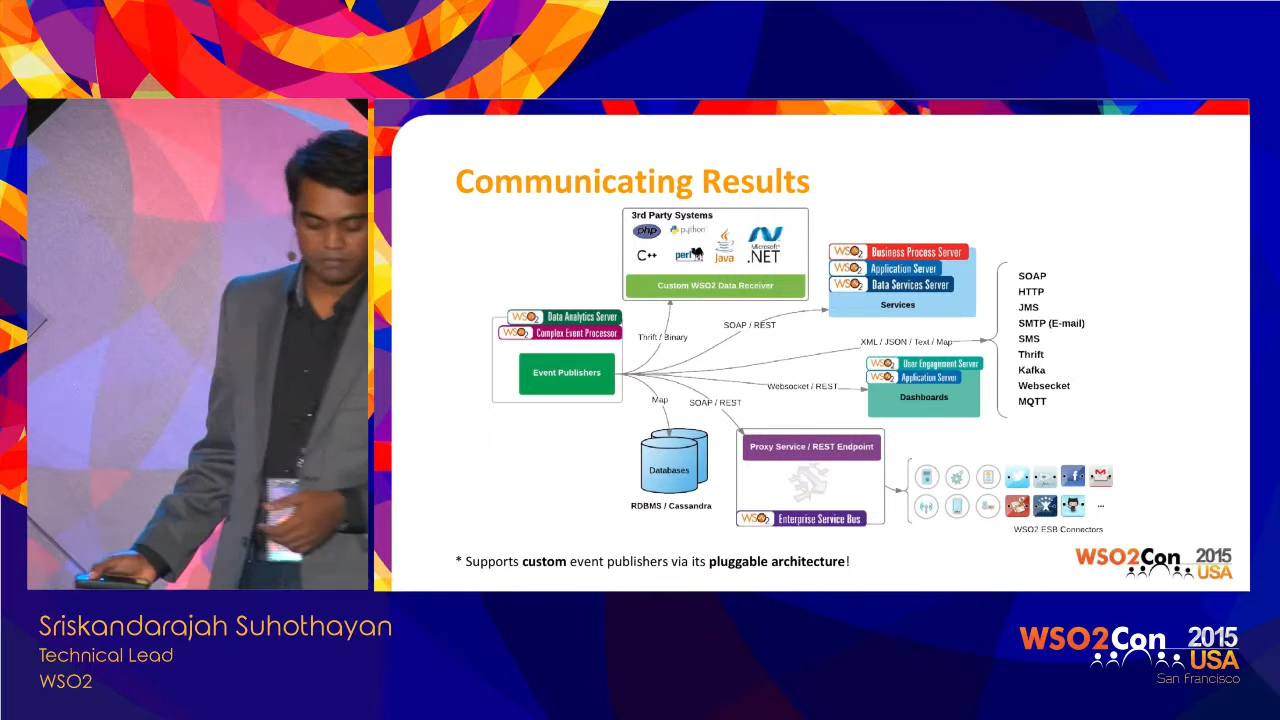 Communicating Results
3rd Party Systems
php
python
C++
perl
Java
Microsoft
.NET
Custom WSO2 Data Receiver
WSO2 Business Process Server
WSO2 Application Server
WSO2 Data Services Server
Services
WSO2 Data Analytics Server
WSO2 Complex Event Processor
Event Publishers
Thrift / Binary
SOAP / REST
XML / JSON / Text / Map
Websocket / REST
Map
SOAP / REST
WSO2 User Engagement Server
WSO2 Application Server
Dashboards
SOAP
HTTP
JMS
SMTP (E-mail)
SMS
Thrift
Kafka
Websecket
MQTT
Databases
RDBMS / Cassandra
Proxy Service / REST Endpoint
WSO2 Enterprise Service Bus
...
WSO2 ESB Connectors
* Supports custom event publishers via its pluggable architecture!
WSO2Con 2015
USA
Sriskandarajah Suhothayan
Technical Lead
WSO2
WSO2Con 2015
USA
San Francisco